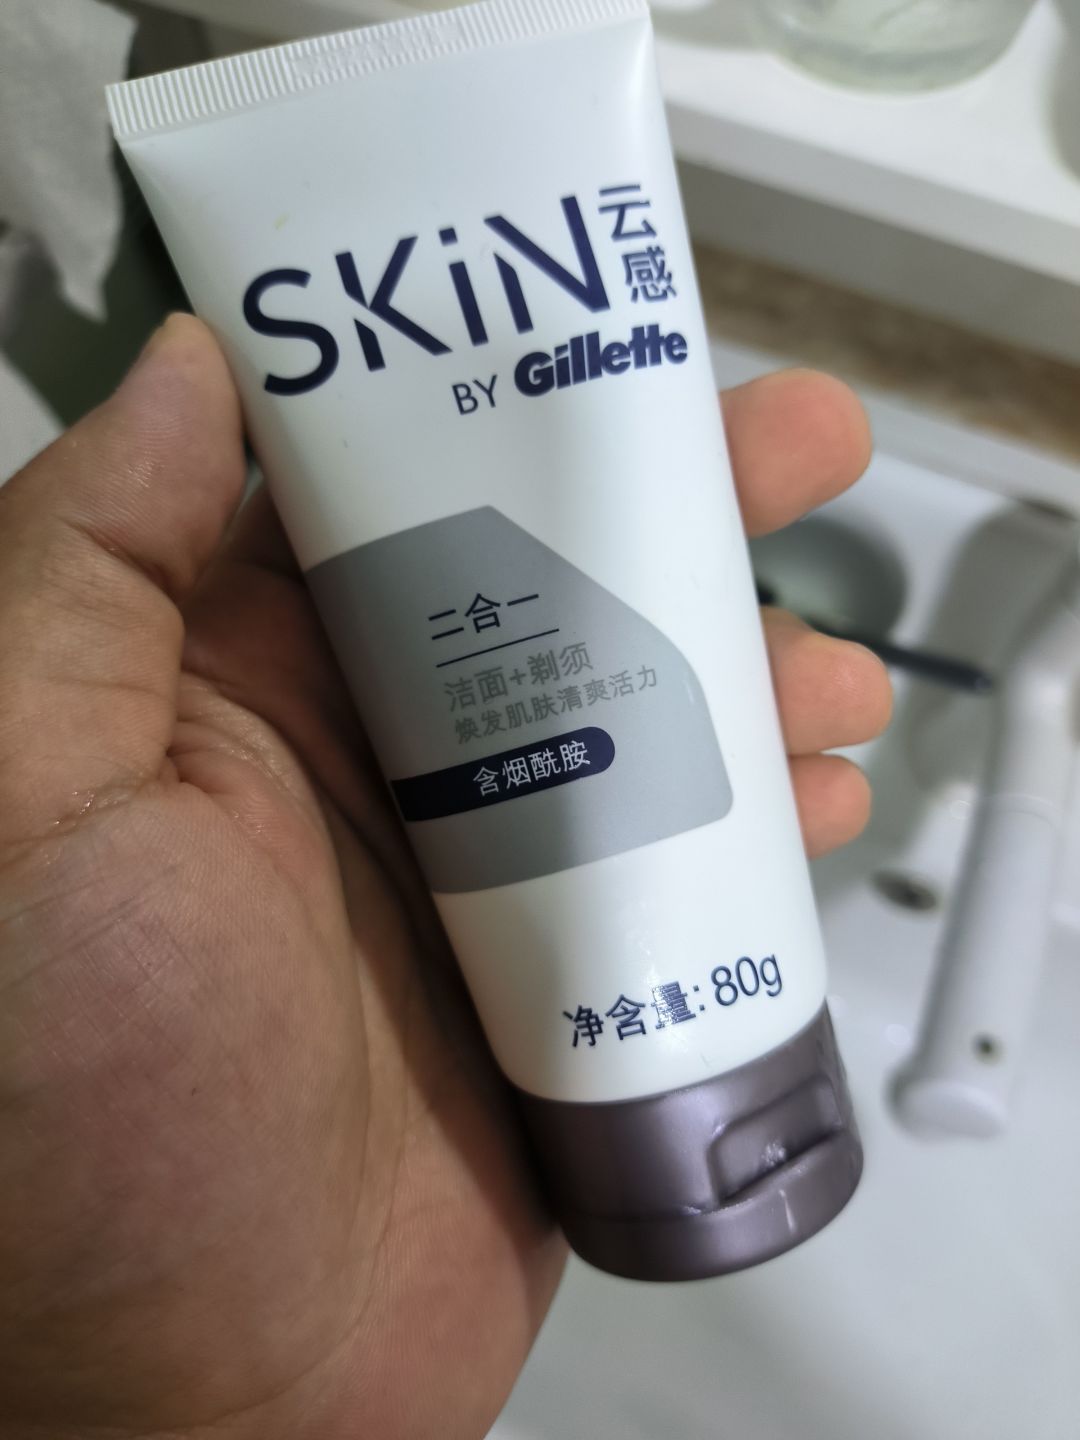 SKiN 云感
BY Gillette
二合一
洁面+剃须
焕发肌肤清爽活力
含烟酰胺
净含量: 80g